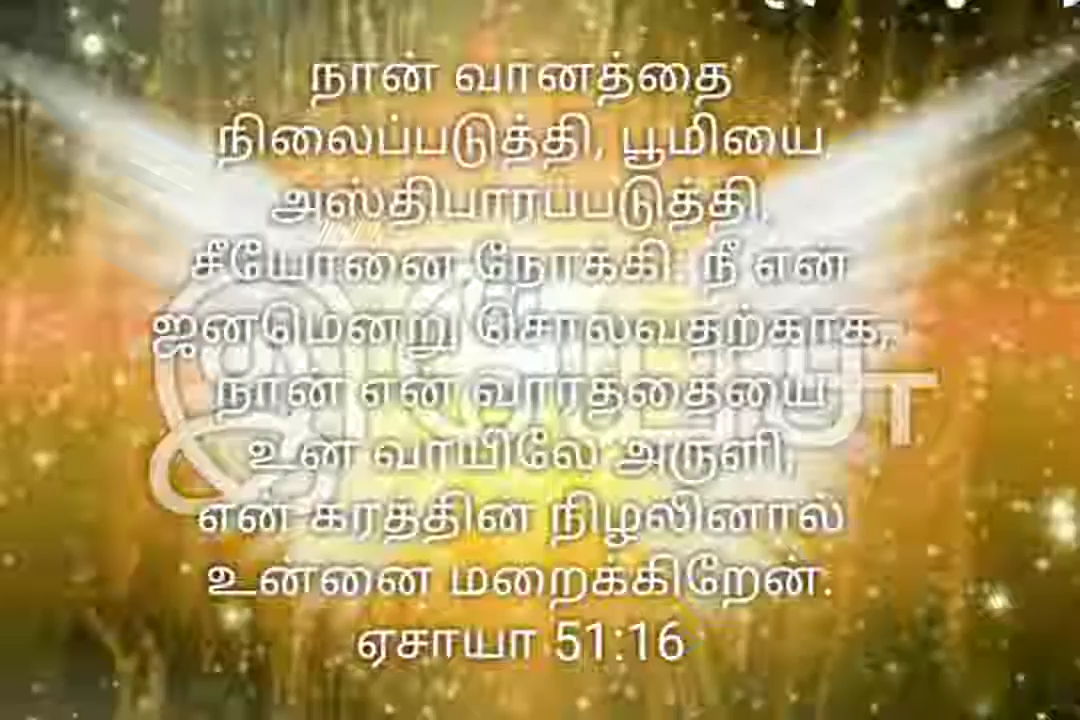 நான் வானத்தை
நிலைப்படுத்தி, பூமியை
அஸ்திபாரப்படுத்தி,
சீயோனை நோக்கி: நீ என்
ஜனமென்று சொல்வதற்காக,
நான் என் வார்த்தையை
உன் வாயிலே அருளி,
என் கரத்தின் நிழலினால்
உன்னை மறைக்கிறேன்.
ஏசாயா 51:16